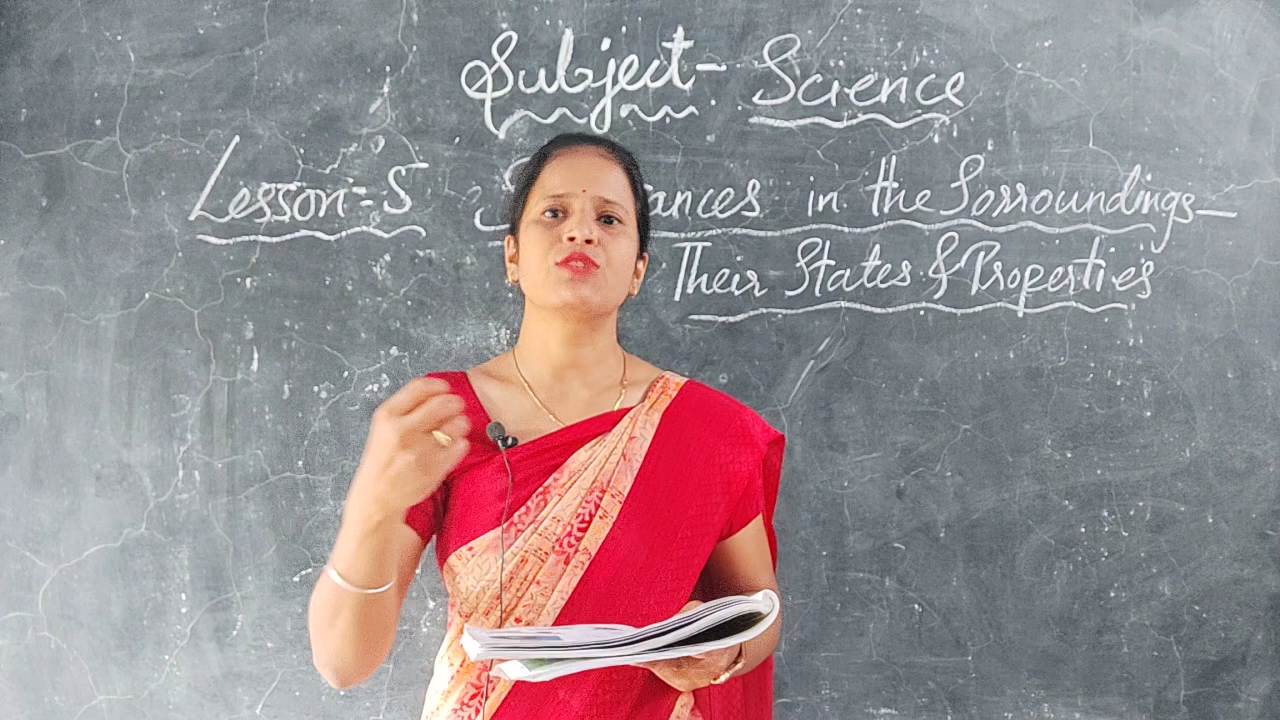 Subject - Science
Lesson-5 in the Sorroundings -
Their States & Properties